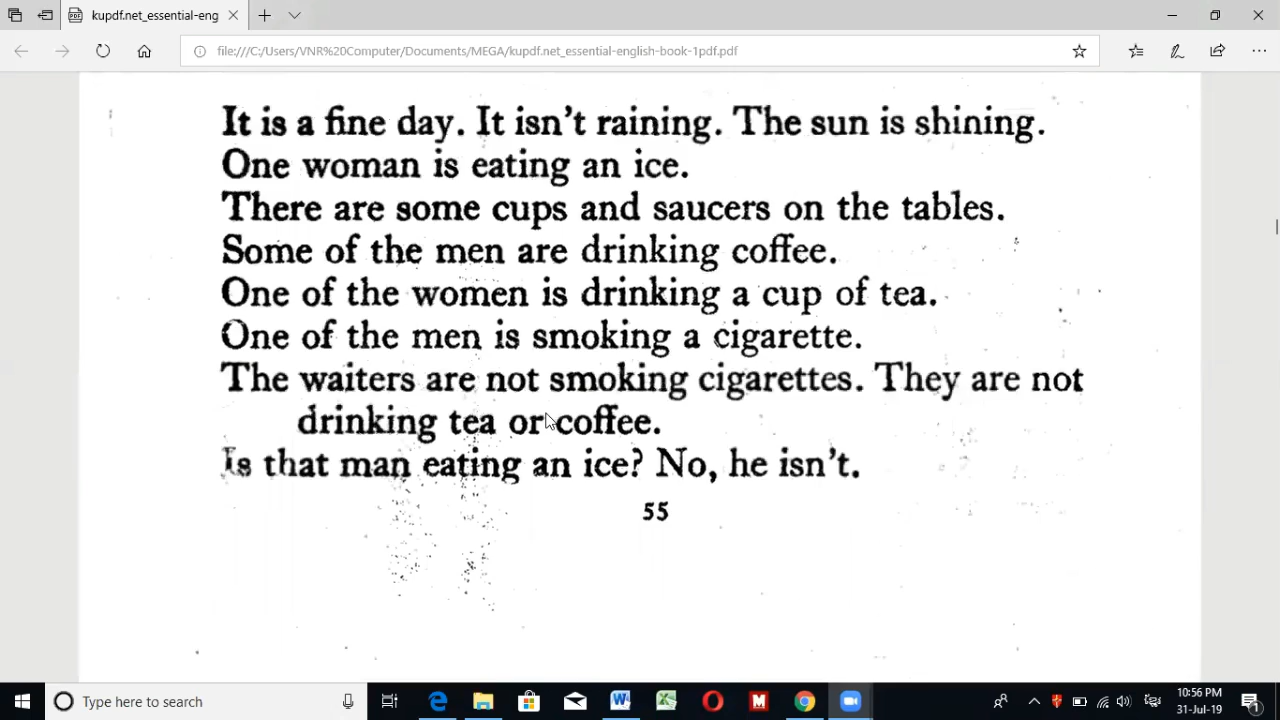 kupdf.net_essential-eng
file:///C:/Users/VNR%20Computer/Documents/MEGA/kupdf.net_essential-english-book-1pdf.pdf
It is a fine day. It isn't raining. The sun is shining.
One woman is eating an ice.
There are some cups and saucers on the tables.
Some of the men are drinking coffee.
One of the women is drinking a cup of tea.
One of the men is smoking a cigarette.
The waiters are not smoking cigarettes. They are not
drinking tea or coffee.
Is that man eating an ice? No, he isn't.
55
Type here to search
10:56 PM
31-Jul-19